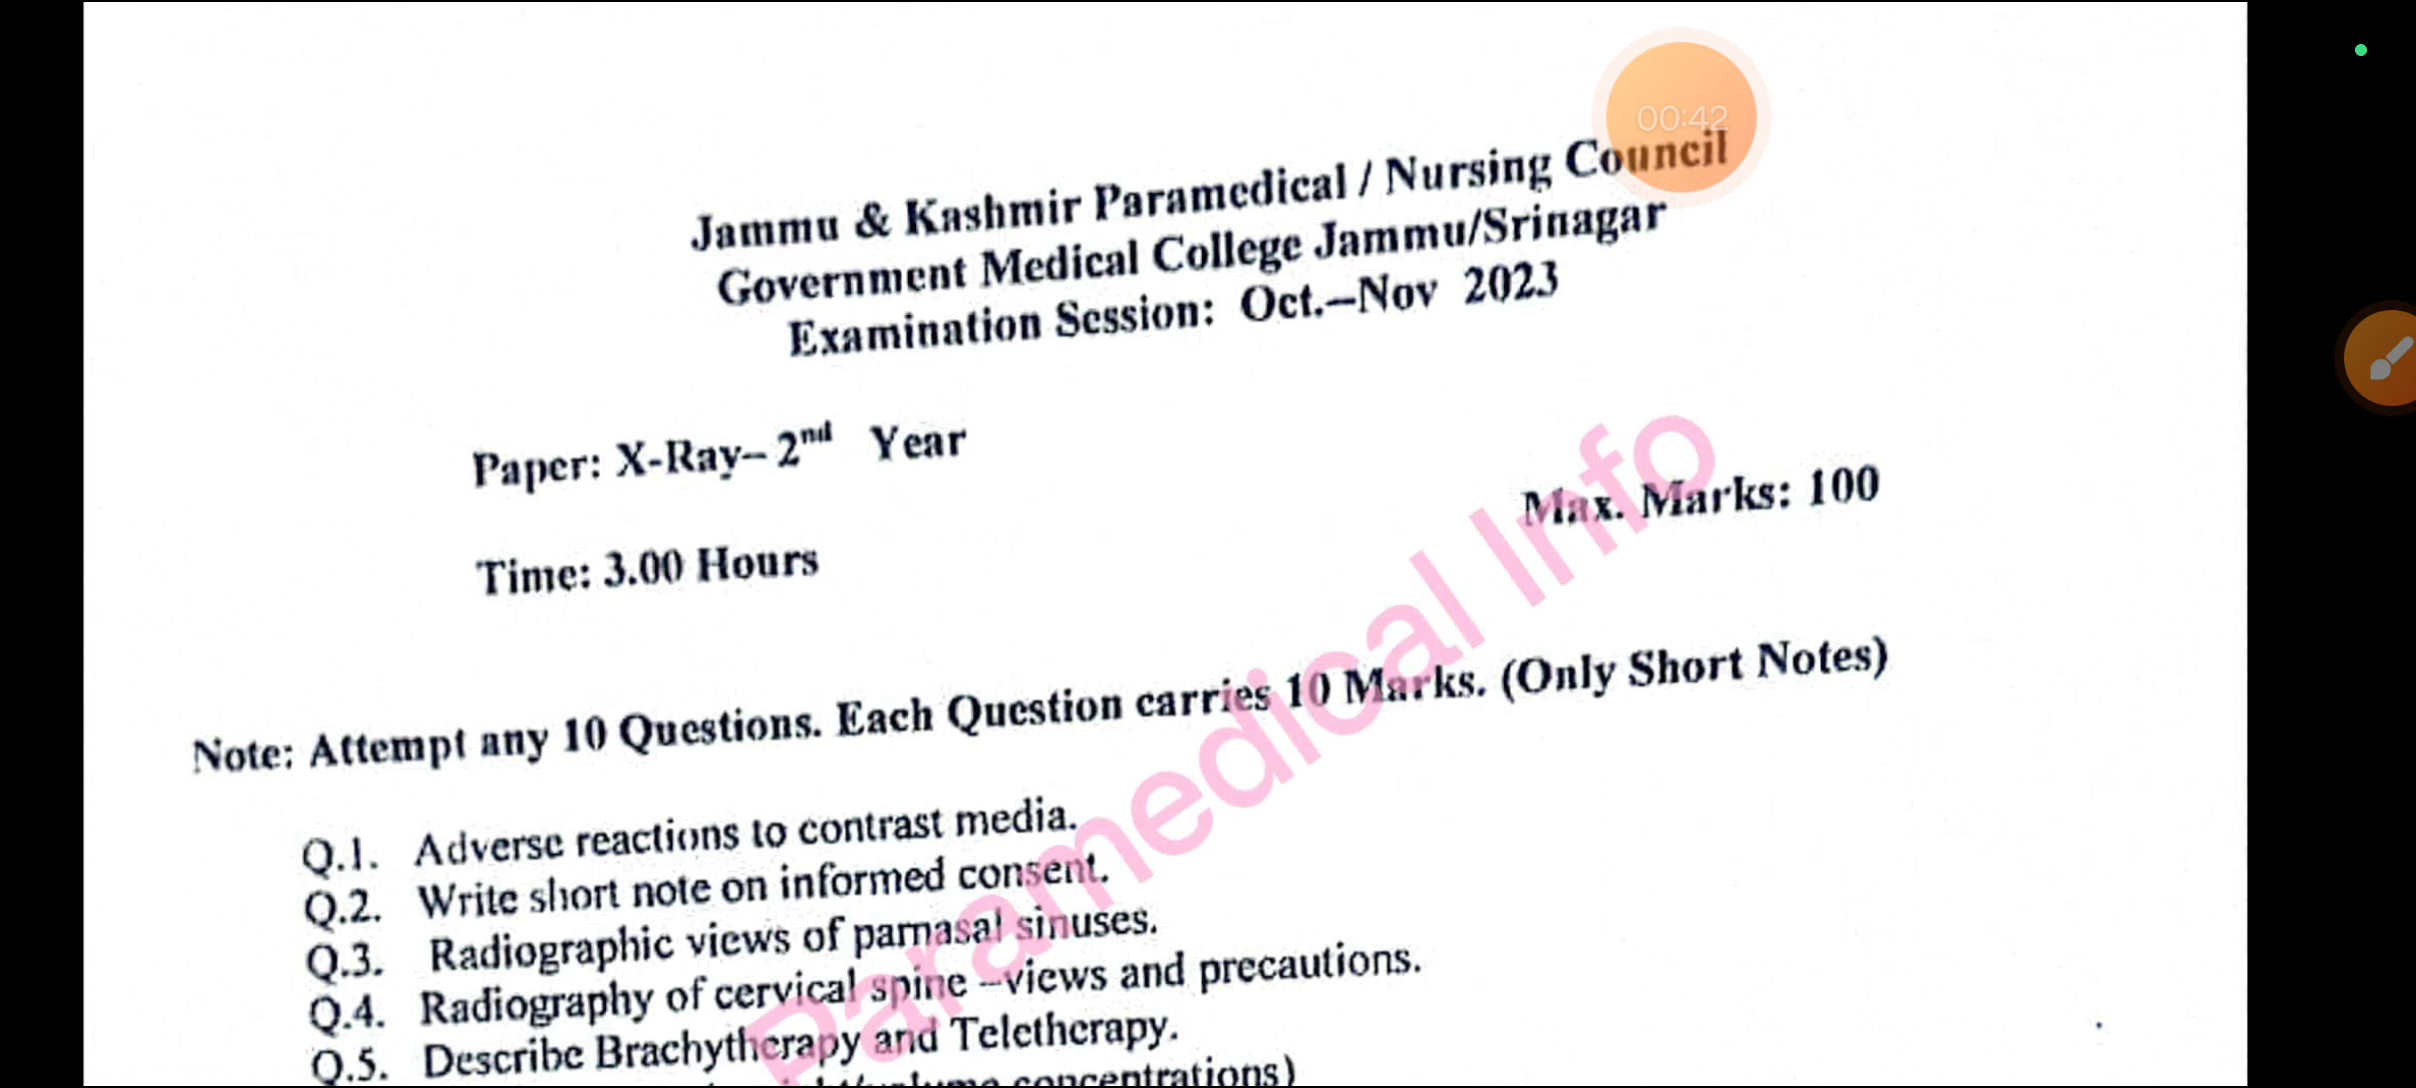 00:42
Jammu & Kashmir Paramedical / Nursing Council
Government Medical College Jammu/Srinagar
Examination Session: Oct.–Nov 2023
Paper: X-Ray– 2nd Year
Max. Marks: 100
Time: 3.00 Hours
Note: Attempt any 10 Questions. Each Question carries 10 Marks. (Only Short Notes)
Q.1. Adverse reactions to contrast media.
Q.2. Write short note on informed consent.
Q.3. Radiographic views of parnasal sinuses.
Q.4. Radiography of cervical spine –views and precautions.
Q.5. Describe Brachytherapy and Teletherapy.
concentrations)
Paramedical Info